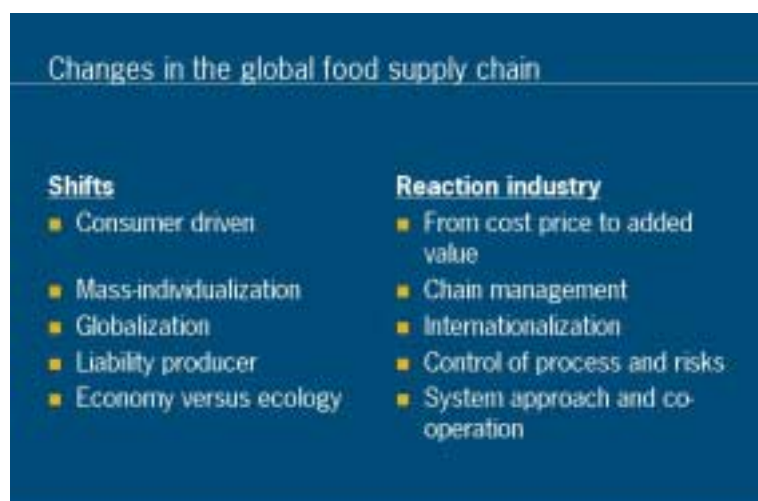 Changes in the global food supply chain
Shifts
Consumer driven
Mass-individualization
Globalization
Liability producer
Economy versus ecology
Reaction industry
From cost price to added
value
Chain management
Internationalization
Control of process and risks
System approach and co-
operation